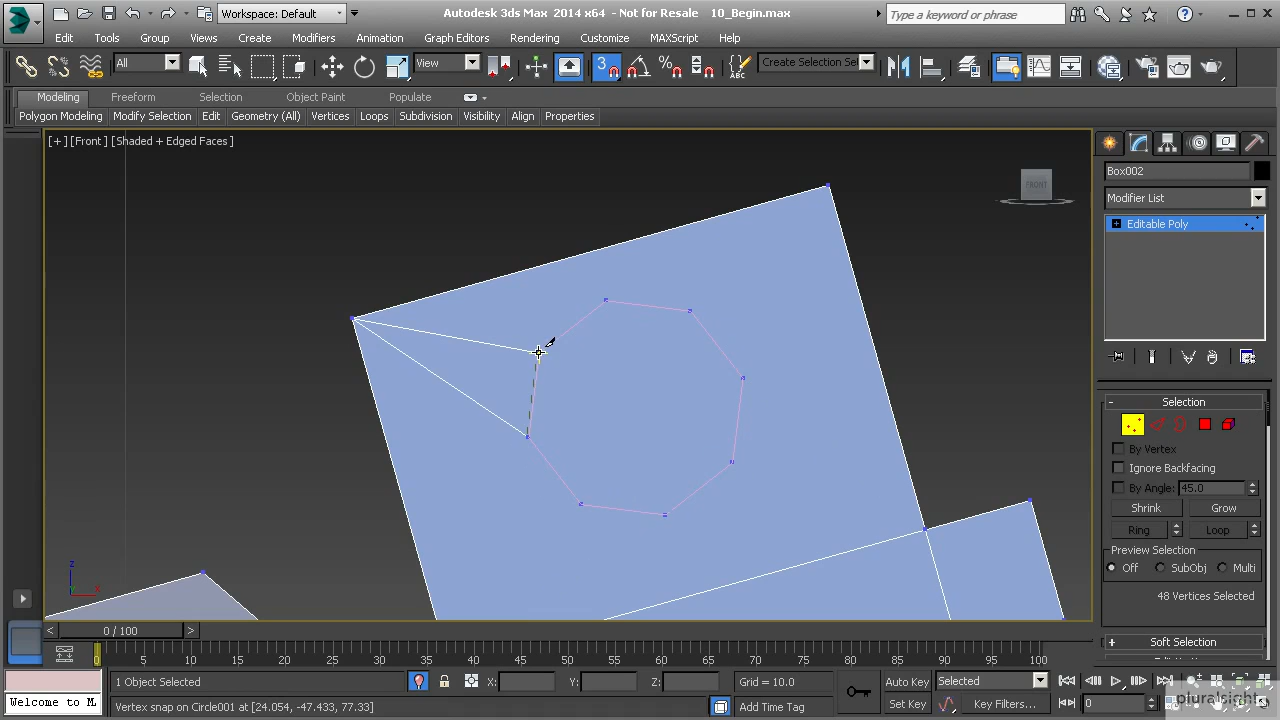 Workspace: Default
Autodesk 3ds Max 2014 x64 - Not for Resale 10_Begin.max
Type a keyword or phrase
Edit Tools Group Views Create Modifiers Animation Graph Editors Rendering Customize MAXScript Help
All View 3 Create Selection Se
Modeling Freeform Selection Object Paint Populate
Polygon Modeling Modify Selection Edit Geometry (All) Vertices Loops Subdivision Visibility Align Properties
[+] [Front] [Shaded + Edged Faces]
FRONT
Box002
Modifier List
Editable Poly
- Selection
By Vertex
Ignore Backfacing
By Angle: 45.0
Shrink Grow
Ring Loop
Preview Selection
Off SubObj Multi
48 Vertices Selected
+ Soft Selection
z
x
< 0 / 100 >
0 5 10 15 20 25 30 35 40 45 50 55 60 65 70 75 80 85 90 95 100
1 Object Selected X: Y: Z: Grid = 10.0 Auto Key Selected
Welcome to M Vertex snap on Circle001 at [24.054, -47.433, 77.33] Add Time Tag Set Key Key Filters... 0
pluralsight